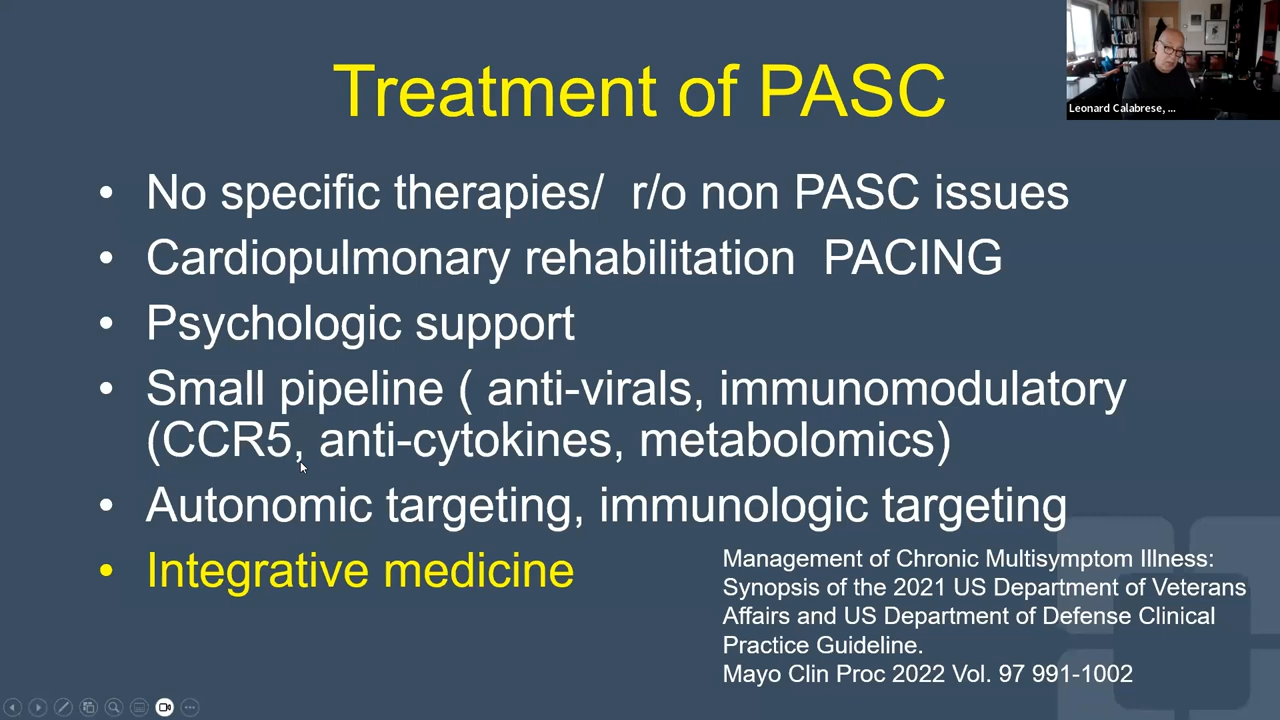 Treatment of PASC
Leonard Calabrese, ...
• No specific therapies/ r/o non PASC issues
• Cardiopulmonary rehabilitation PACING
• Psychologic support
• Small pipeline ( anti-virals, immunomodulatory
(CCR5, anti-cytokines, metabolomics)
• Autonomic targeting, immunologic targeting
• Integrative medicine
Management of Chronic Multisymptom Illness:
Synopsis of the 2021 US Department of Veterans
Affairs and US Department of Defense Clinical
Practice Guideline.
Mayo Clin Proc 2022 Vol. 97 991-1002